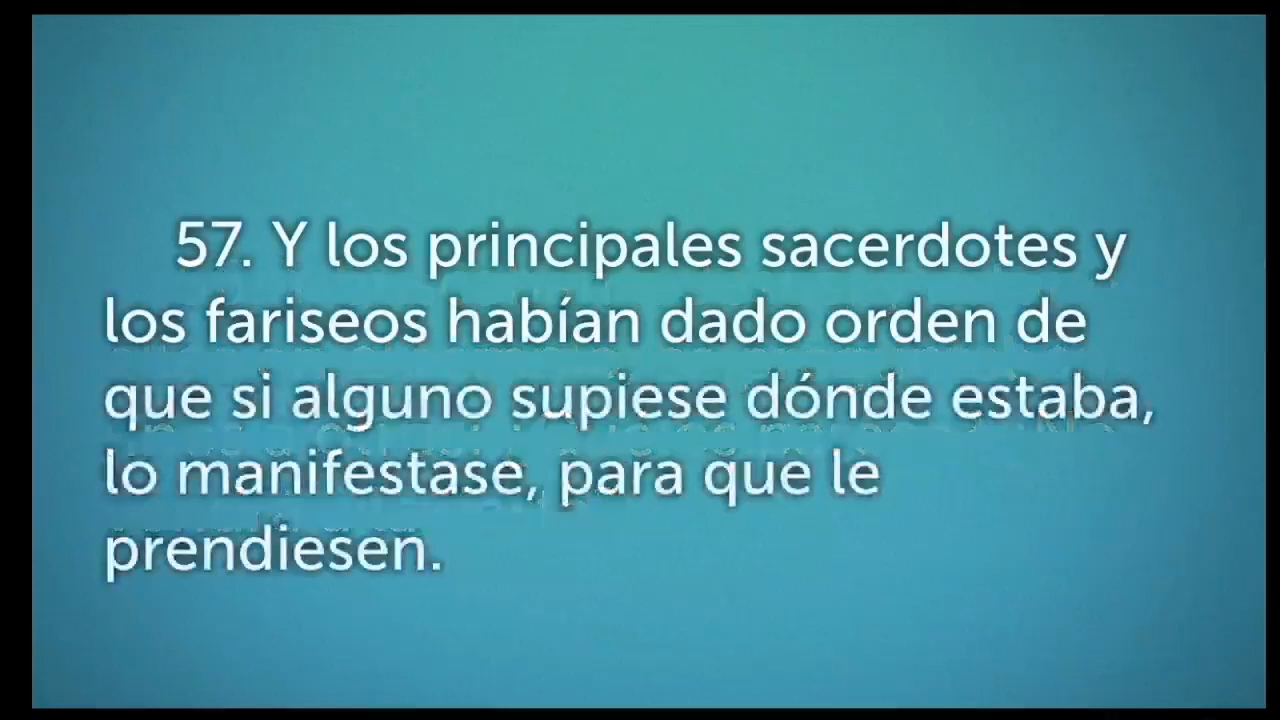 57. Y los principales sacerdotes y
los fariseos habían dado orden de
que si alguno supiese dónde estaba,
lo manifestase, para que le
prendiesen.